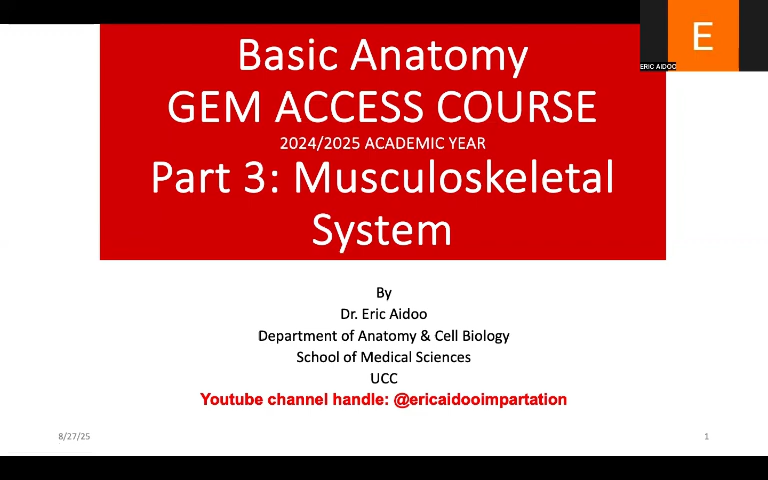 Basic Anatomy
GEM ACCESS COURSE
2024/2025 ACADEMIC YEAR
Part 3: Musculoskeletal
System
E
ERIC AIDOO
By
Dr. Eric Aidoo
Department of Anatomy & Cell Biology
School of Medical Sciences
UCC
Youtube channel handle: @ericaidooimpartation
8/27/25
1